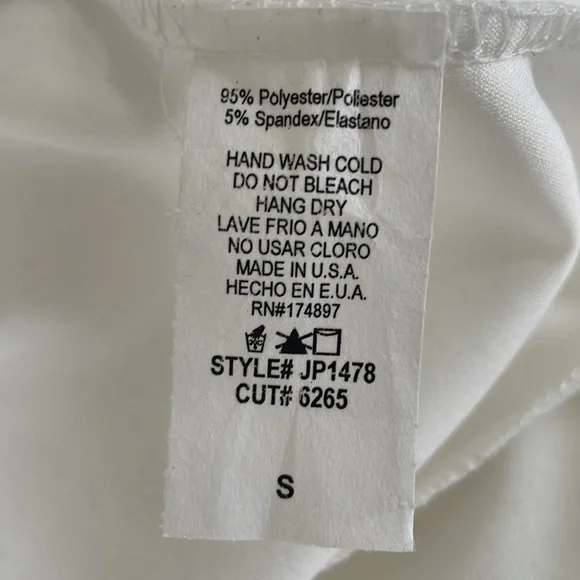 95% Polyester/Poliester
5% Spandex/Elastano
HAND WASH COLD
DO NOT BLEACH
HANG DRY
LAVE FRIO A MANO
NO USAR CLORO
MADE IN U.S.A.
HECHO EN E.U.A.
RN#174897
STYLE# JP1478
CUT# 6265
S